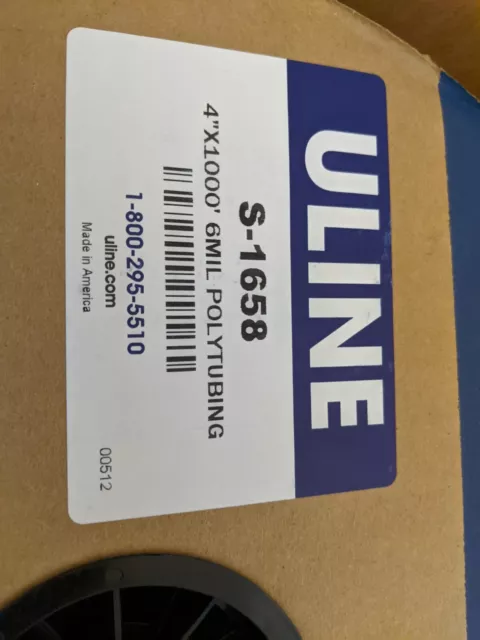 ULINE
S-1658
4"X1000' 6MIL POLYTUBING
1-800-295-5510
uline.com
Made in America
00512